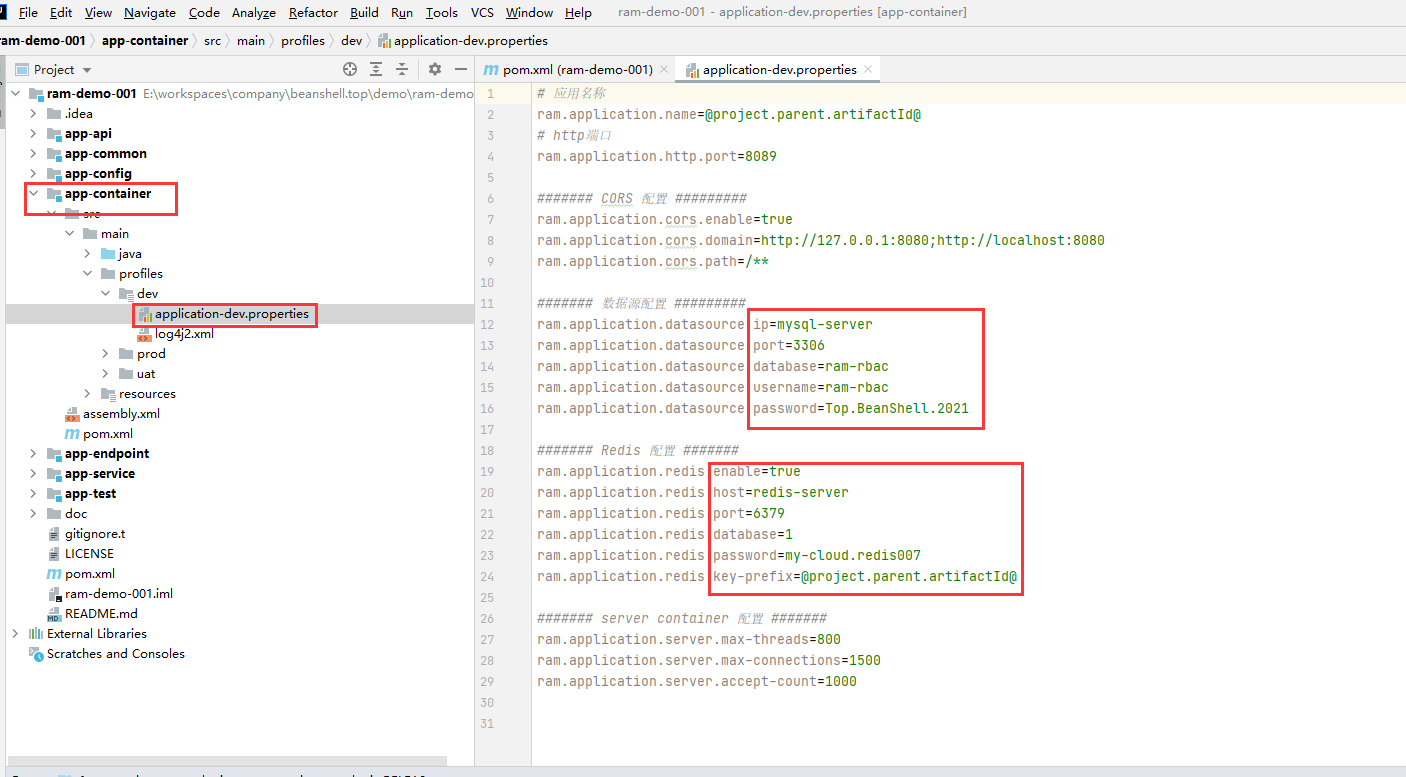 File Edit View Navigate Code Analyze Refactor Build Run Tools VCS Window Help ram-demo-001 - application-dev.properties [app-container]
ram-demo-001 app-container src main profiles dev application-dev.properties
Project
pom.xml (ram-demo-001) application-dev.properties
ram-demo-001 E:\workspaces\company\beanshell.top\demo\ram-demo
.idea
app-api
app-common
app-config
app-container
src
main
java
profiles
dev
application-dev.properties
log4j2.xml
prod
uat
resources
assembly.xml
pom.xml
app-endpoint
app-service
app-test
doc
gitignore.t
LICENSE
pom.xml
ram-demo-001.iml
README.md
External Libraries
Scratches and Consoles
1 # 应用名称
2 ram.application.name=@project.parent.artifactId@
3 # http端口
4 ram.application.http.port=8089
5
6 ####### CORS 配置 #########
7 ram.application.cors.enable=true
8 ram.application.cors.domain=http://127.0.0.1:8080;http://localhost:8080
9 ram.application.cors.path=/**
10
11 ####### 数据源配置 #########
12 ram.application.datasource ip=mysql-server
13 ram.application.datasource port=3306
14 ram.application.datasource database=ram-rbac
15 ram.application.datasource username=ram-rbac
16 ram.application.datasource password=Top.BeanShell.2021
17
18 ####### Redis 配置 #######
19 ram.application.redis enable=true
20 ram.application.redis host=redis-server
21 ram.application.redis port=6379
22 ram.application.redis database=1
23 ram.application.redis password=my-cloud.redis007
24 ram.application.redis key-prefix=@project.parent.artifactId@
25
26 ####### server container 配置 #######
27 ram.application.server.max-threads=800
28 ram.application.server.max-connections=1500
29 ram.application.server.accept-count=1000
30
31